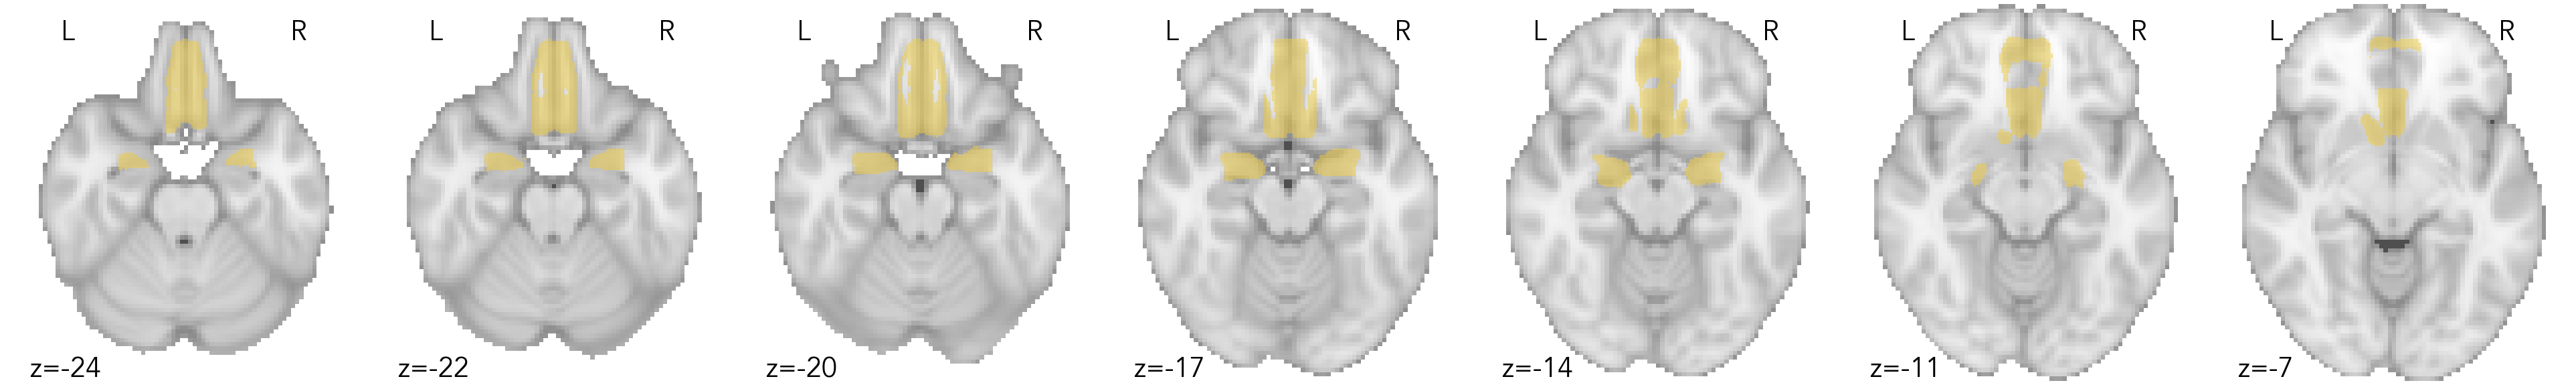 L R L R L R L R L R L R L R
z=-24 z=-22 z=-20 z=-17 z=-14 z=-11 z=-7